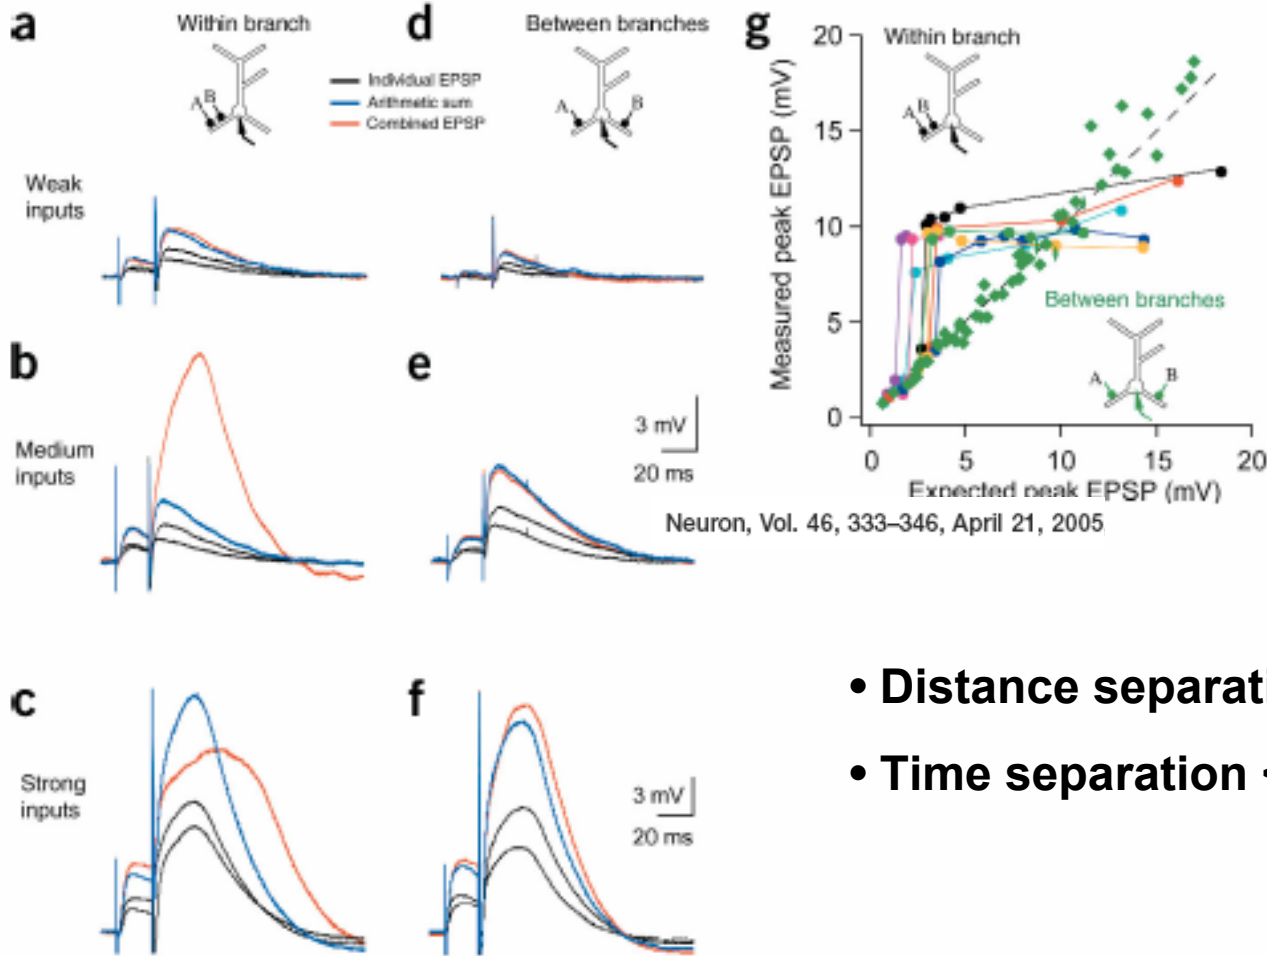 a
Within branch
A
B
Individual EPSP
Arithmetic sum
Combined EPSP
d
Between branches
A
B
Weak
inputs
b
Medium
inputs
e
3 mV
20 ms
c
Strong
inputs
f
3 mV
20 ms
g
Within branch
A
B
Between branches
A
B
Measured peak EPSP (mV)
20
15
10
5
0
0 5 10 15 20
Expected peak EPSP (mV)
Neuron, Vol. 46, 333–346, April 21, 2005
• Distance
• Time separation